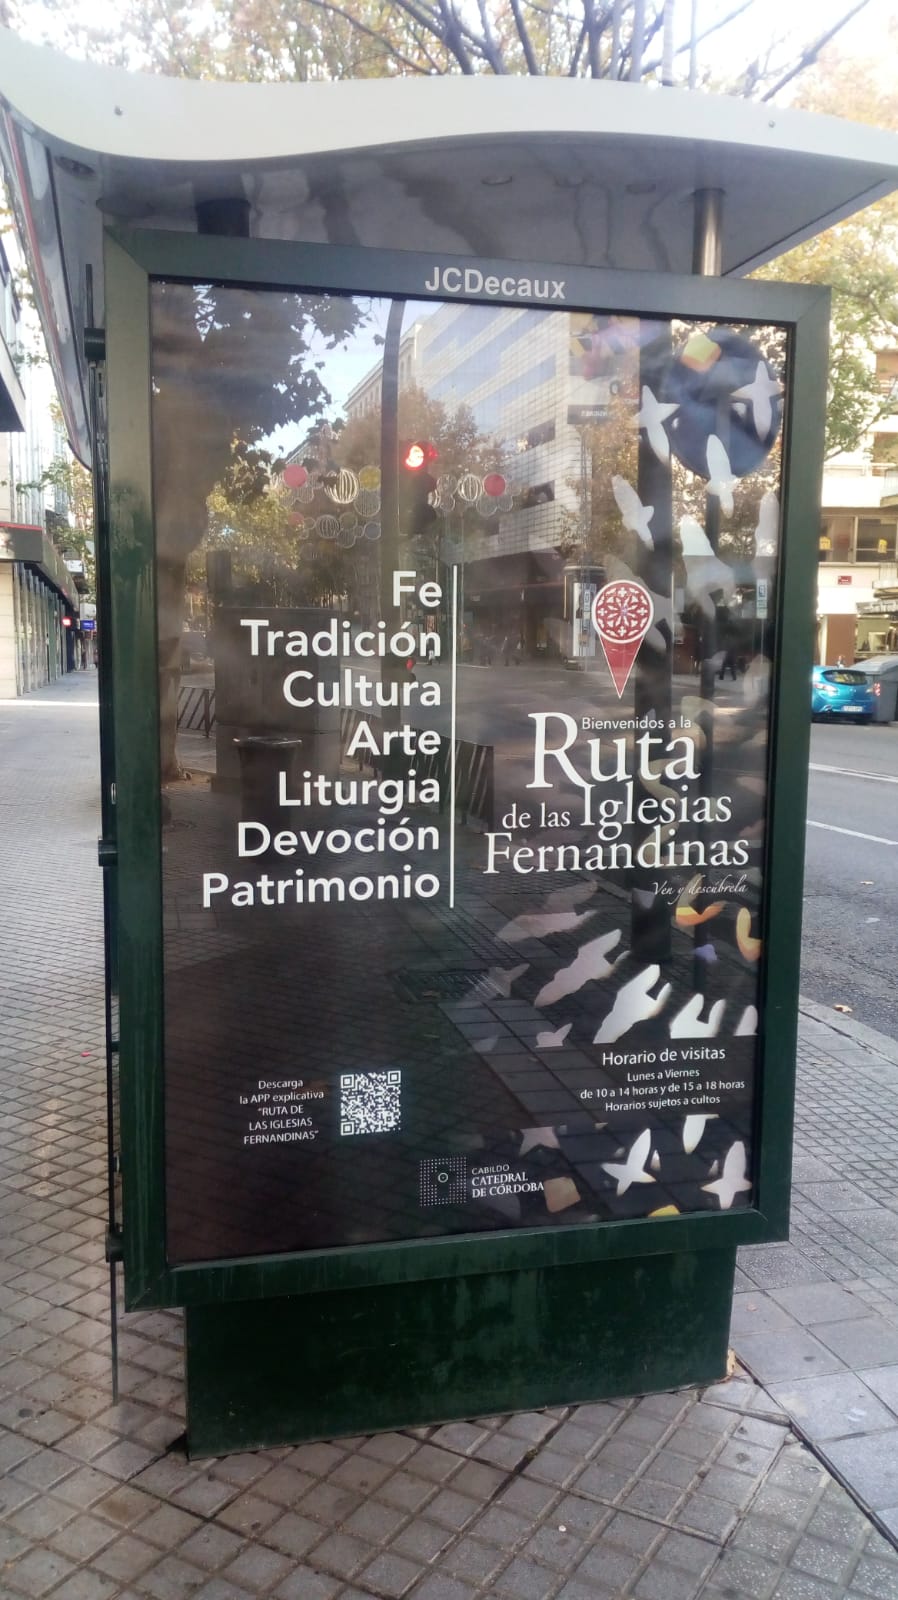 JCDecaux
Fe
Tradición
Cultura
Arte
Liturgia
Devoción
Patrimonio
Bienvenidos a la
Ruta
de las Iglesias
Fernandinas
Ven y descúbrela
Horario de visitas
Lunes a Viernes
de 10 a 14 horas y de 15 a 18 horas
Horarios sujetos a cultos
Descarga
la APP explicativa
"RUTA DE
LAS IGLESIAS
FERNANDINAS"
CABILDO
CATEDRAL
DE CÓRDOBA